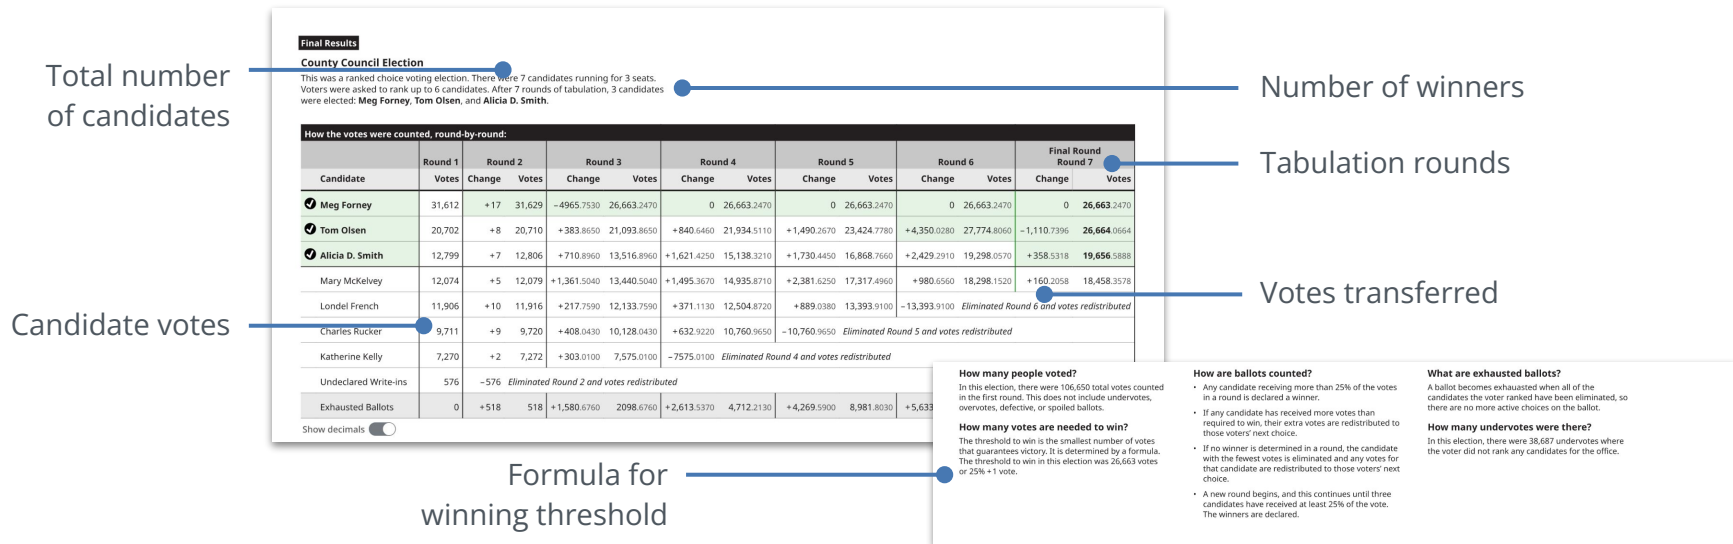 Total number
of candidates
Candidate votes
Final Results
County Council Election
This was a ranked choice voting election. There were 7 candidates running for 3 seats.
Voters were asked to rank up to 6 candidates. After 7 rounds of tabulation, 3 candidates
were elected: Meg Forney, Tom Olsen, and Alicia D. Smith.
How the votes were counted, round-by-round:
Round 1 Round 2 Round 3 Round 4 Round 5 Round 6 Final Round Round 7
Candidate Votes Change Votes Change Votes Change Votes Change Votes Change Votes Change Votes
Meg Forney 31,612 +17 31,629 –4965.7530 26,663.2470 0 26,663.2470 0 26,663.2470 0 26,663.2470 0 26,663.2470
Tom Olsen 20,702 +8 20,710 +383.8650 21,093.8650 +840.6460 21,934.5110 +1,490.2670 23,424.7780 +4,350.0280 27,774.8060 –1,110.7396 26,664.0664
Alicia D. Smith 12,799 +7 12,806 +710.8960 13,516.8960 +1,621.4250 15,138.3210 +1,730.4450 16,868.7660 +2,429.2910 19,298.0570 +358.5318 19,656.5888
Mary McKelvey 12,074 +5 12,079 +1,361.5040 13,440.5040 +1,495.3670 14,935.8710 +2,381.6250 17,317.4960 +980.6560 18,298.1520 +160.2058 18,458.3578
Londel French 11,906 +10 11,916 +217.7590 12,133.7590 +371.1130 12,504.8720 +889.0380 13,393.9100 –13,393.9100 Eliminated Round 6 and votes redistributed
Charles Rucker 9,711 +9 9,720 +408.0430 10,128.0430 +632.9220 10,760.9650 –10,760.9650 Eliminated Round 5 and votes redistributed
Katherine Kelly 7,270 +2 7,272 +303.0100 7,575.0100 –7575.0100 Eliminated Round 4 and votes redistributed
Undeclared Write-ins 576 –576 Eliminated Round 2 and votes redistributed
Exhausted Ballots 0 +518 518 +1,580.6760 2098.6760 +2,613.5370 4,712.2130 +4,269.5900 8,981.8030 +5,633
Show decimals
Number of winners
Tabulation rounds
Votes transferred
Formula for
winning threshold
How many people voted?
In this election, there were 106,650 total votes counted
in the first round. This does not include undervotes,
overvotes, defective, or spoiled ballots.
How many votes are needed to win?
The threshold to win is the smallest number of votes
that guarantees victory. It is determined by a formula.
The threshold to win in this election was 26,663 votes
or 25% +1 vote.
How are ballots counted?
• Any candidate receiving more than 25% of the votes
in a round is declared a winner.
• If any candidate has received more votes than
required to win, their extra votes are redistributed to
those voters' next choice.
• If no winner is determined in a round, the candidate
with the fewest votes is eliminated and any votes for
that candidate are redistributed to those voters' next
choice.
• A new round begins, and this continues until three
candidates have received at least 25% of the vote.
The winners are declared.
What are exhausted ballots?
A ballot becomes exhauasted when all of the
candidates the voter ranked have been eliminated, so
there are no more active choices on the ballot.
How many undervotes were there?
In this election, there were 38,687 undervotes where
the voter did not rank any candidates for the office.